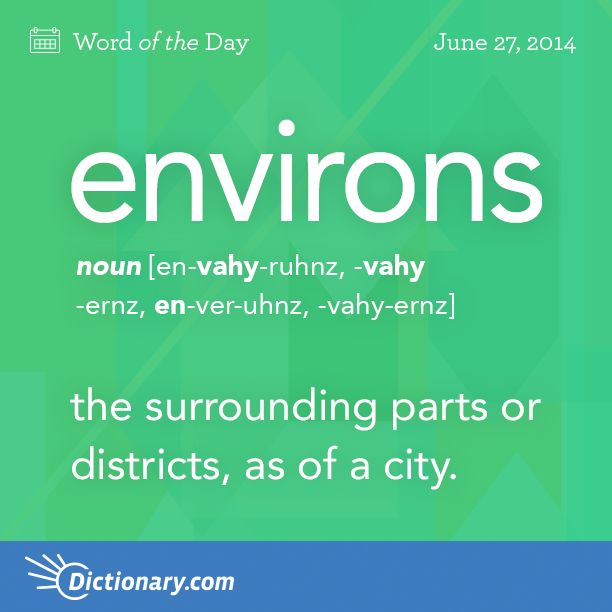 Word of the Day
June 27, 2014
environs
noun [en-vahy-ruhnz, -vahy
-ernz, en-ver-uhnz, -vahy-ernz]
the surrounding parts or
districts, as of a city.
Dictionary.com